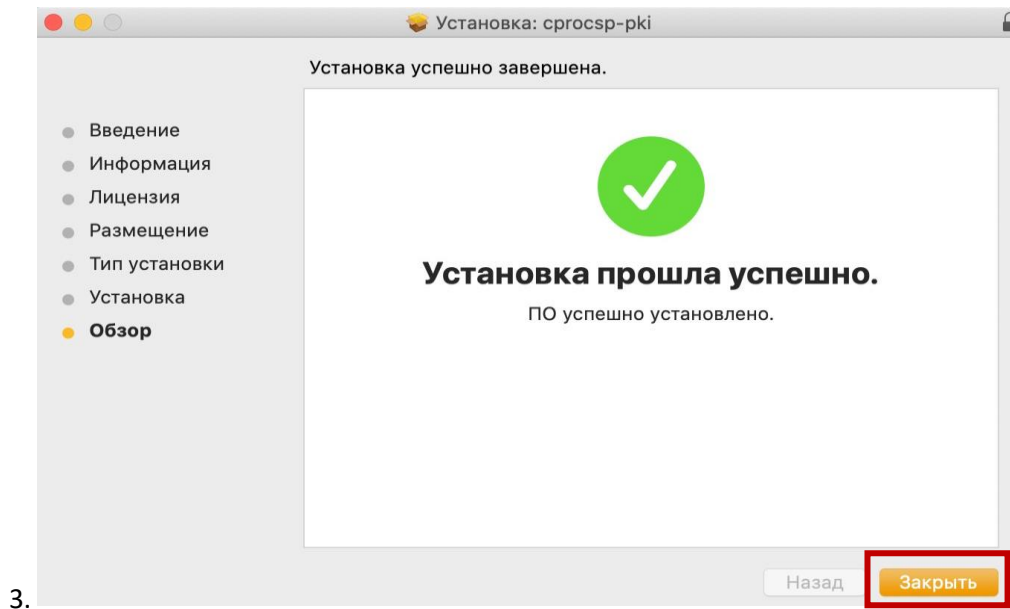 Установка: cprocsp-pki
Установка успешно завершена.
Введение
Информация
Лицензия
Размещение
Тип установки
Установка
Обзор
Установка прошла успешно.
ПО успешно установлено.
Назад
Закрыть
3.